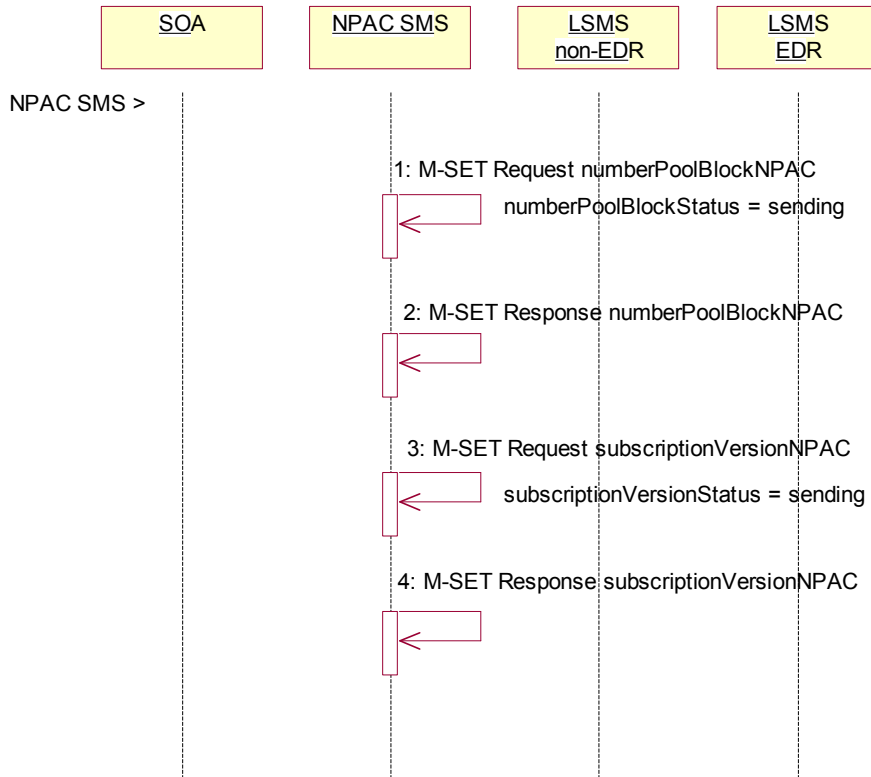 SOA
NPAC SMS
LSMS
non-EDR
LSMS
EDR
NPAC SMS >
1: M-SET Request numberPoolBlockNPAC
numberPoolBlockStatus = sending
2: M-SET Response numberPoolBlockNPAC
3: M-SET Request subscriptionVersionNPAC
subscriptionVersionStatus = sending
4: M-SET Response subscriptionVersionNPAC